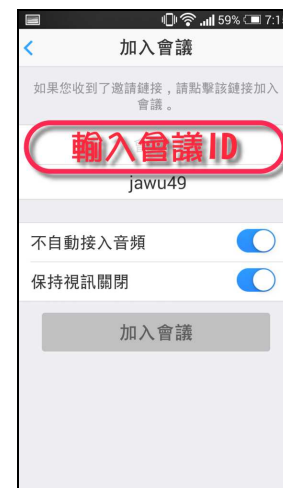 59% 7:1
加入會議
如果您收到了邀請鏈接，請點擊該鏈接加入
會議。
輸入會議ID
jawu49
不自動接入音頻
保持視訊關閉
加入會議